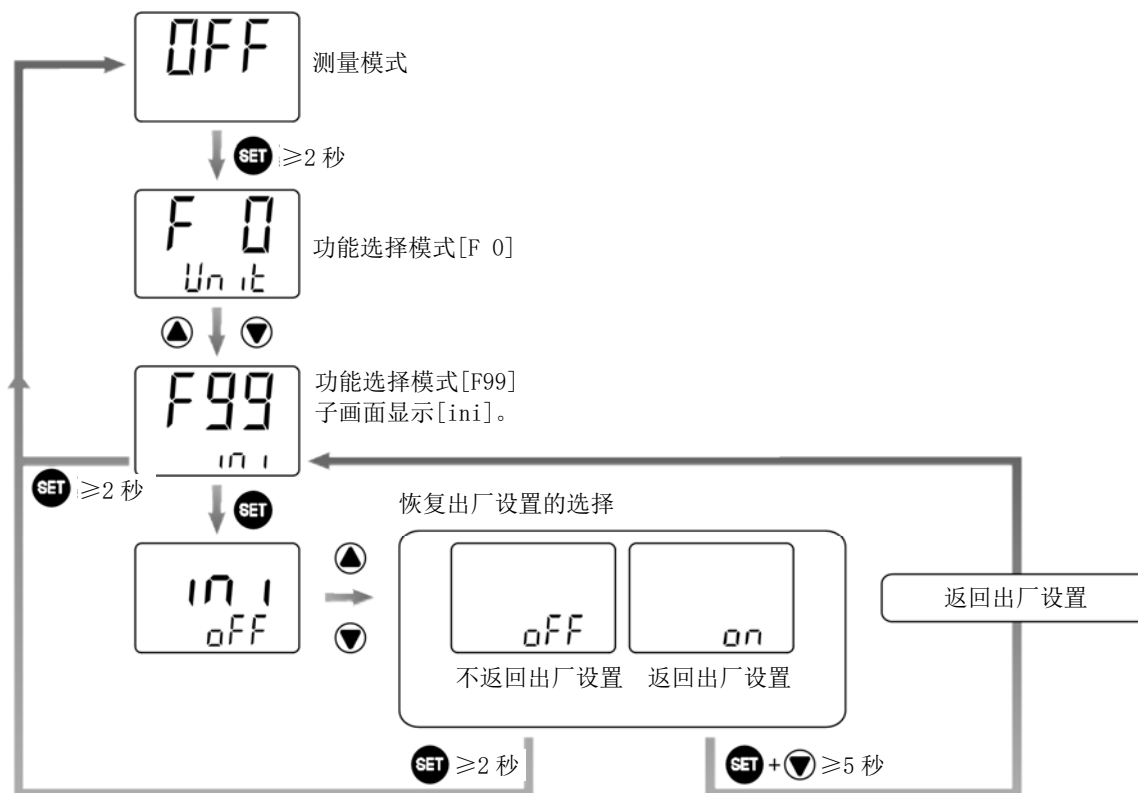 OFF
测量模式
SET ≥2 秒
F 0
Unit
功能选择模式[F 0]
F99
ini
功能选择模式[F99]
子画面显示[ini]。
SET ≥2 秒
SET
恢复出厂设置的选择
ini
oFF
oFF
on
不返回出厂设置
返回出厂设置
返回出厂设置
SET ≥2 秒
SET + ≥5 秒